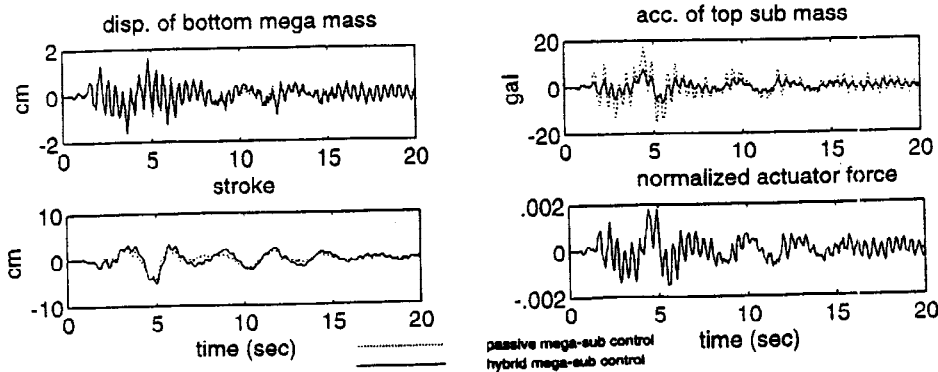 disp. of bottom mega mass
2
0
-2
cm
0 5 10 15 20
acc. of top sub mass
20
0
-20
gal
0 5 10 15 20
stroke
10
0
-10
cm
0 5 10 15 20
time (sec)
normalized actuator force
.002
0
-.002
0 5 10 15 20
time (sec)
passive mega-sub control
hybrid mega-sub control